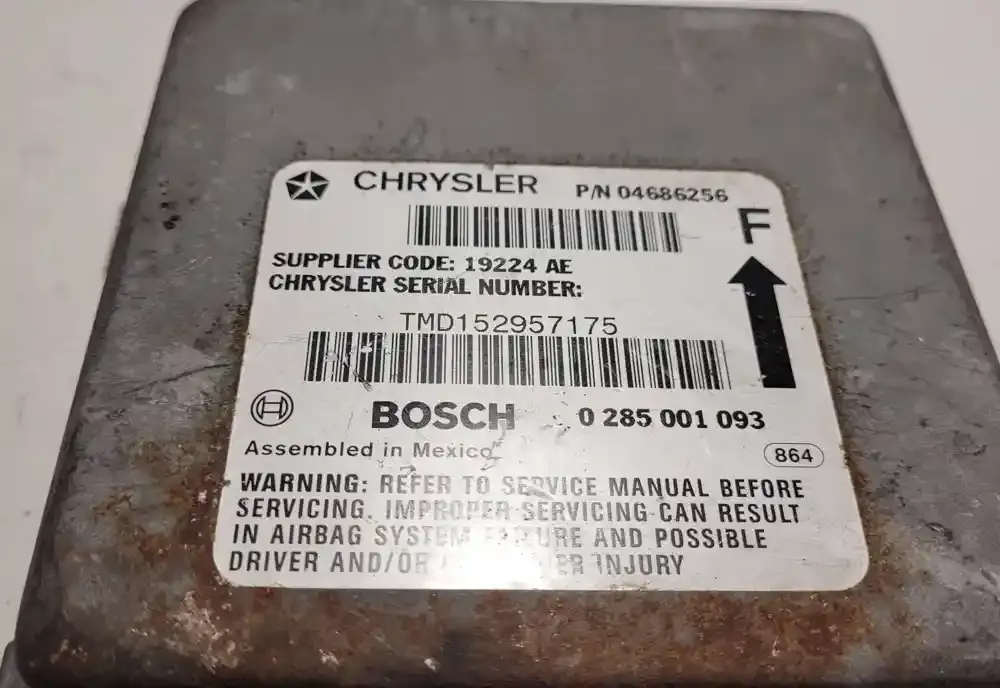 CHRYSLER P/N 04686256
F
SUPPLIER CODE: 19224 AE
CHRYSLER SERIAL NUMBER:
TMD152957175
BOSCH 0 285 001 093
Assembled in Mexico
864
WARNING: REFER TO SERVICE MANUAL BEFORE
SERVICING. IMPROPER SERVICING CAN RESULT
IN AIRBAG SYSTEM FAILURE AND POSSIBLE
DRIVER AND/OR INJURY